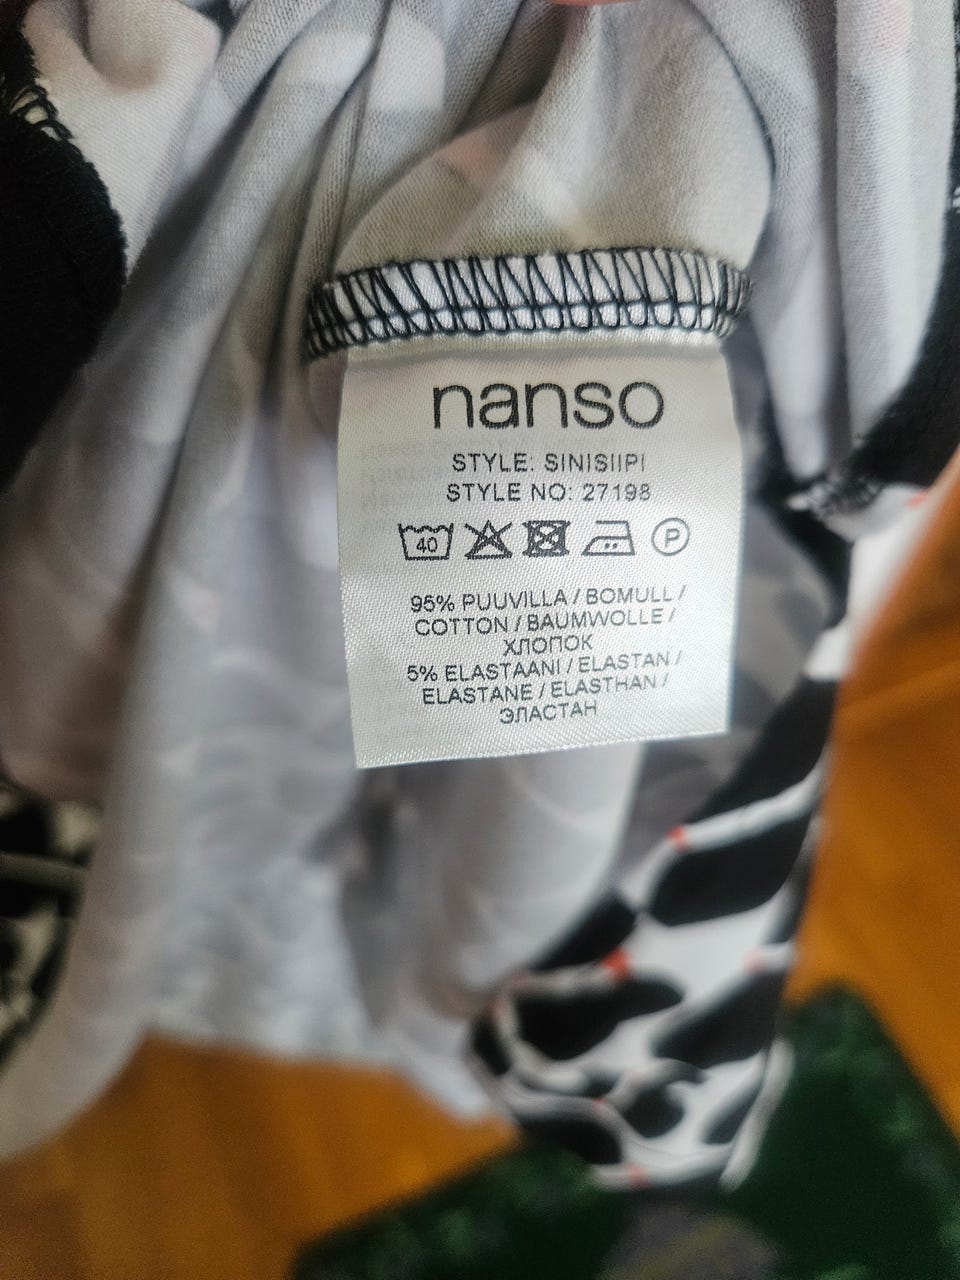 nanso
STYLE: SINISIIPI
STYLE NO: 27198
40 P
95% PUUVILLA / BOMULL /
COTTON / BAUMWOLLE /
ХЛОПОК
5% ELASTAANI / ELASTAN /
ELASTANE / ELASTHAN /
ЭЛАСТАН